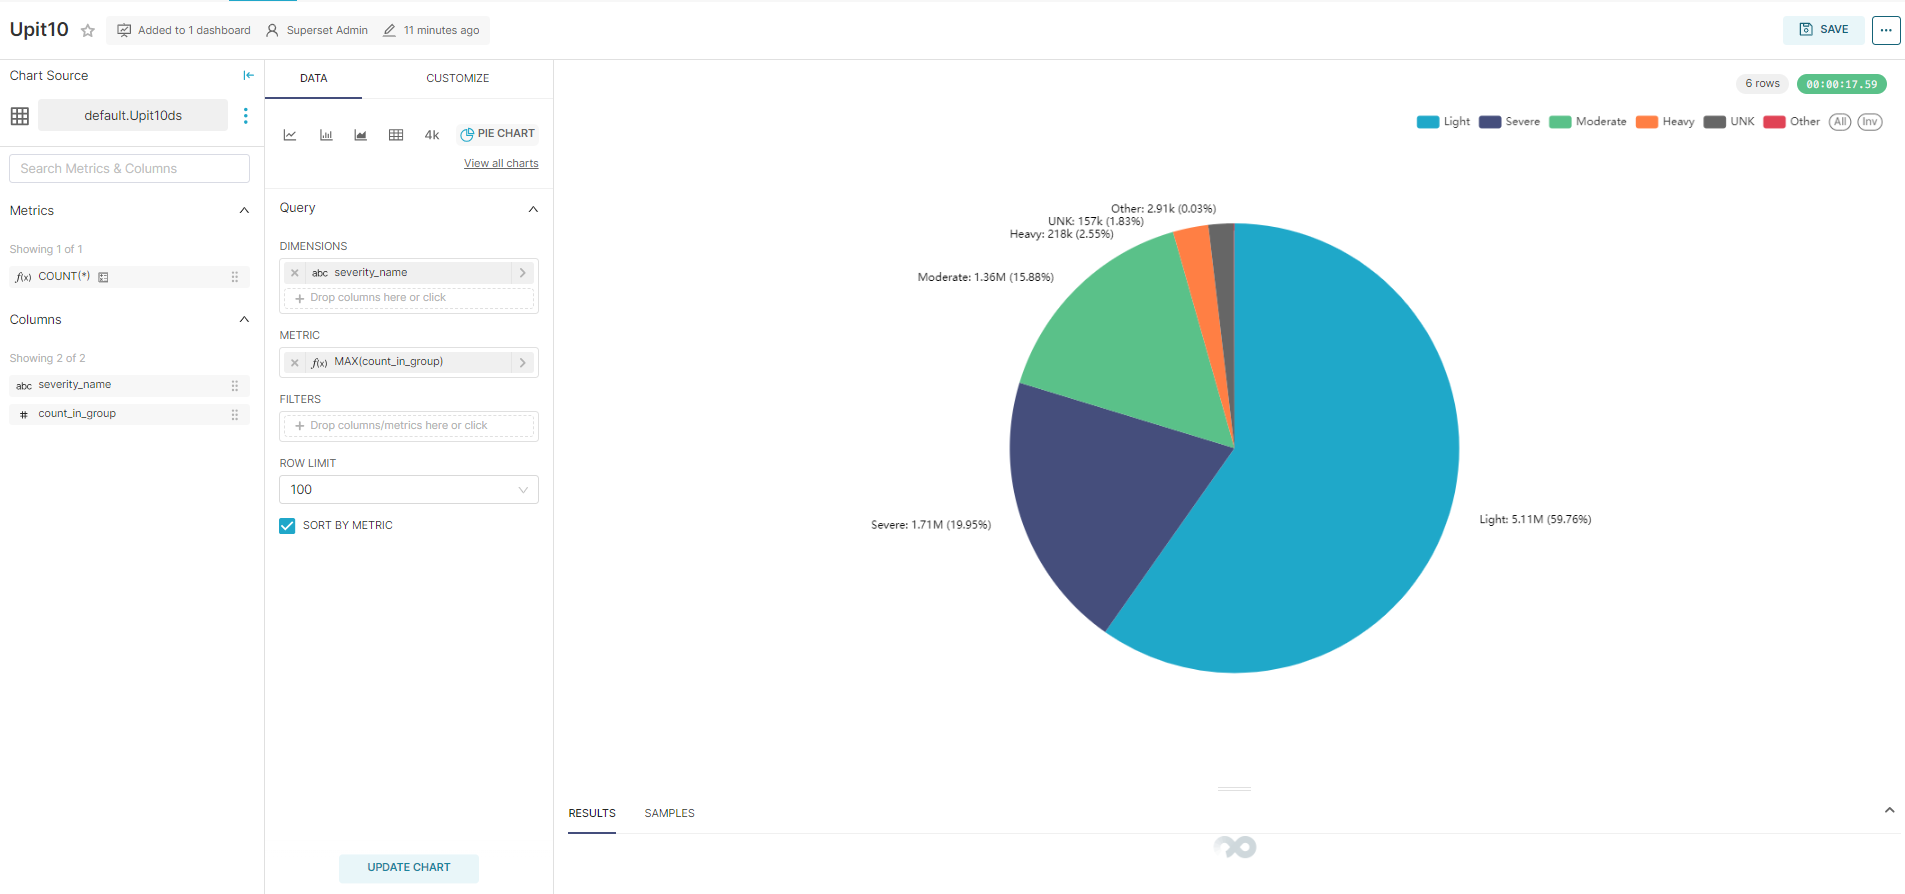 Upit10
Added to 1 dashboard Superset Admin 11 minutes ago
SAVE
Chart Source
default.Upit10ds
Search Metrics & Columns
Metrics
Showing 1 of 1
f(x) COUNT(*)
Columns
Showing 2 of 2
abc severity_name
# count_in_group
DATA CUSTOMIZE
4k PIE CHART
View all charts
Query
DIMENSIONS
abc severity_name
Drop columns here or click
METRIC
f(x) MAX(count_in_group)
FILTERS
Drop columns/metrics here or click
ROW LIMIT
100
SORT BY METRIC
UPDATE CHART
6 rows 00:00:17.59
Light Severe Moderate Heavy UNK Other All Inv
Other: 2.91k (0.03%)
UNK: 157k (1.83%)
Heavy: 218k (2.55%)
Moderate: 1.36M (15.88%)
Severe: 1.71M (19.95%)
Light: 5.11M (59.76%)
RESULTS SAMPLES